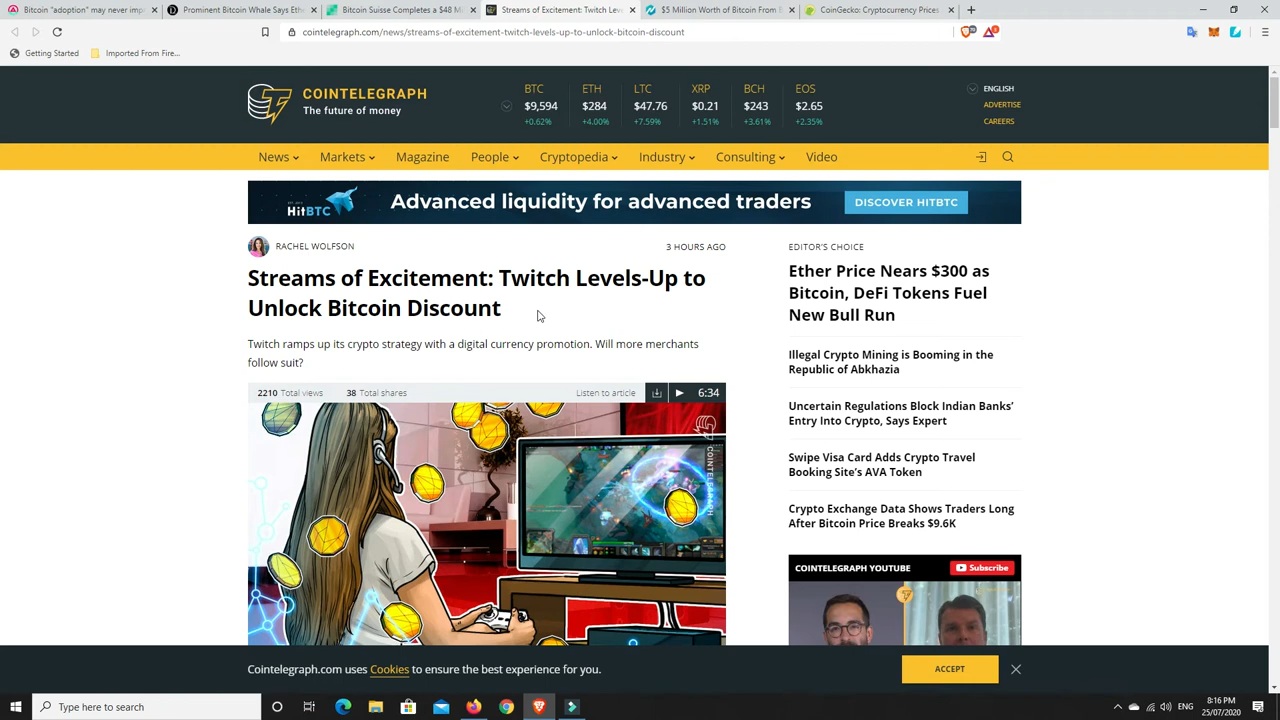 Bitcoin "adoption" may never imp
Prominent Bitcoin Whale Says Ethe
Bitcoin Suisse Completes a $48 M
Streams of Excitement: Twitch Leve
$5 Million Worth of Bitcoin From B
CoinGecko: Cryptocurrency Prices
cointelegraph.com/news/streams-of-excitement-twitch-levels-up-to-unlock-bitcoin-discount
Getting Started
Imported From Fire...
COINTELEGRAPH
The future of money
BTC ETH LTC XRP BCH EOS
$9,594 $284 $47.76 $0.21 $243 $2.65
+0.62% +4.00% +7.59% +1.51% +3.61% +2.35%
ENGLISH
ADVERTISE
CAREERS
News Markets Magazine People Cryptopedia Industry Consulting Video
HitBTC
Advanced liquidity for advanced traders
DISCOVER HITBTC
RACHEL WOLFSON
3 HOURS AGO
Streams of Excitement: Twitch Levels-Up to
Unlock Bitcoin Discount
Twitch ramps up its crypto strategy with a digital currency promotion. Will more merchants
follow suit?
2210 Total views 38 Total shares Listen to article 6:34
COINTELEGRAPH
EDITOR'S CHOICE
Ether Price Nears $300 as
Bitcoin, DeFi Tokens Fuel
New Bull Run
Illegal Crypto Mining is Booming in the
Republic of Abkhazia
Uncertain Regulations Block Indian Banks'
Entry Into Crypto, Says Expert
Swipe Visa Card Adds Crypto Travel
Booking Site's AVA Token
Crypto Exchange Data Shows Traders Long
After Bitcoin Price Breaks $9.6K
COINTELEGRAPH YOUTUBE
Subscribe
Cointelegraph.com uses Cookies to ensure the best experience for you.
ACCEPT
Type here to search
ENG
8:16 PM
25/07/2020